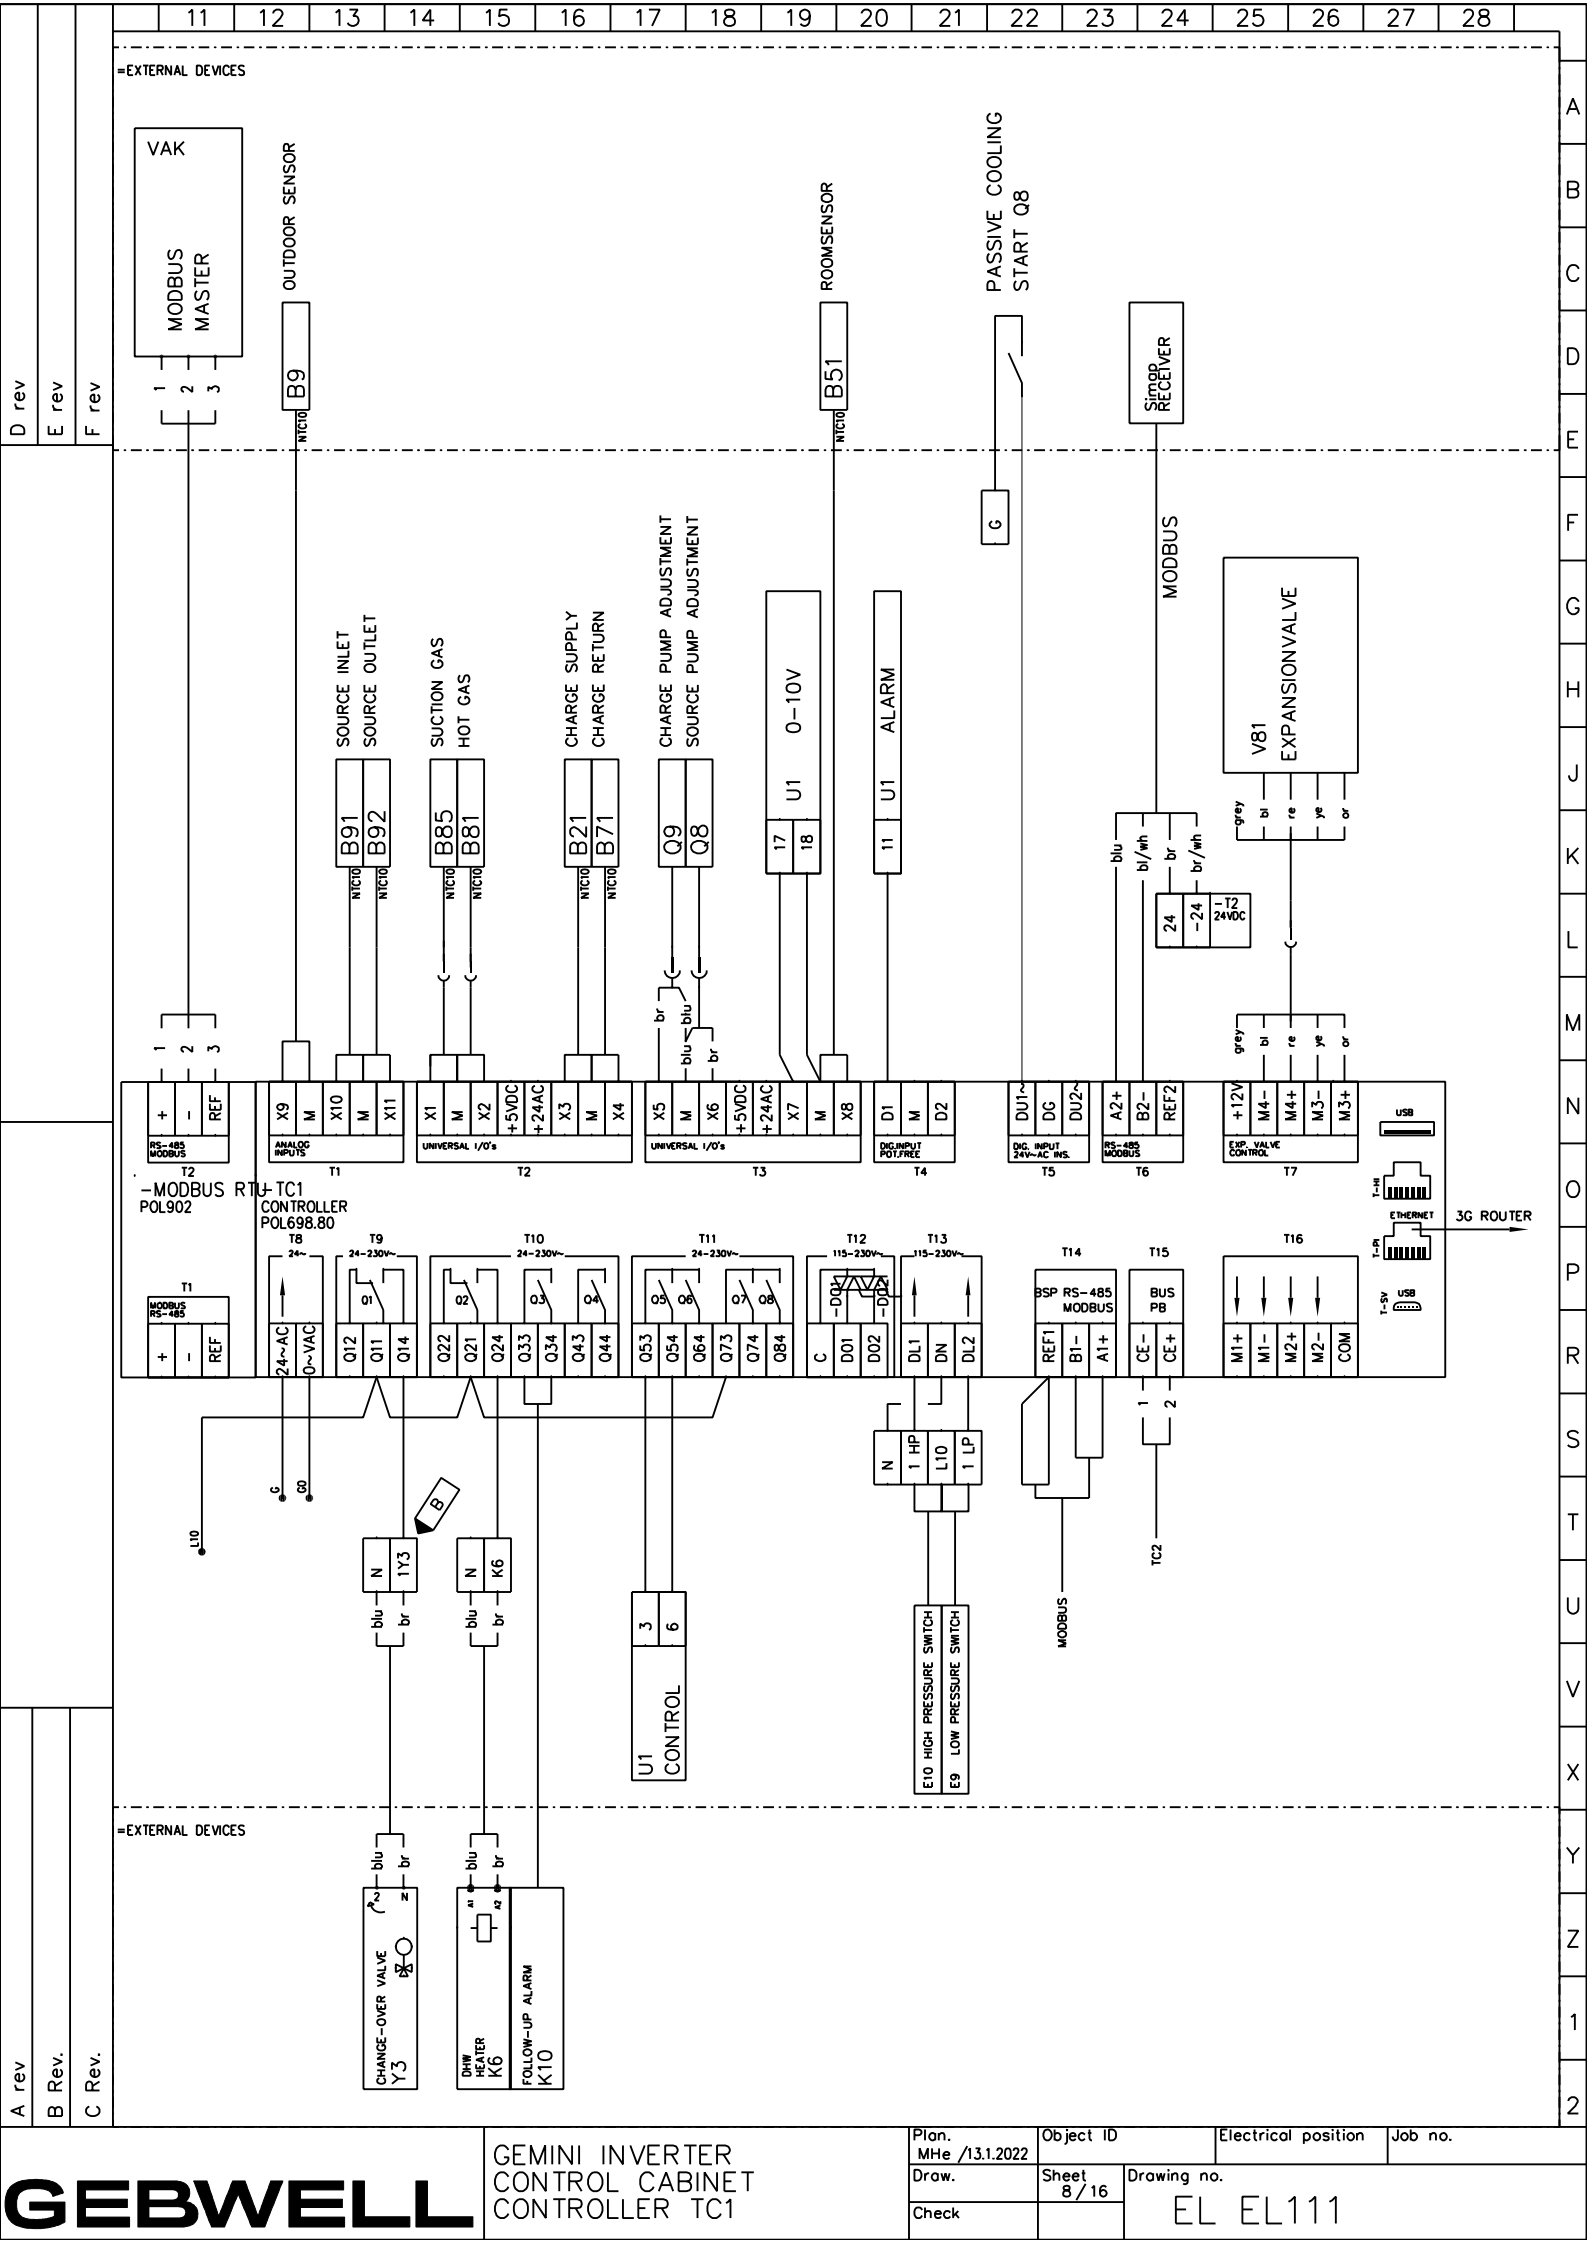 11 12 13 14 15 16 17 18 19 20 21 22 23 24 25 26 27 28
D rev
E rev
F rev
A
B
C
D
E
F
G
H
J
K
L
M
N
O
P
R
S
T
U
V
X
Y
Z
1
2
=EXTERNAL DEVICES
VAK
MODBUS
MASTER
1
2
3
OUTDOOR SENSOR
B9
NTC10
ROOMSENSOR
B51
NTC10
PASSIVE COOLING
START Q8
G
Simap
RECEIVER
MODBUS
SOURCE INLET
SOURCE OUTLET
B91
B92
NTC10
NTC10
SUCTION GAS
HOT GAS
B85
B81
NTC10
NTC10
CHARGE SUPPLY
CHARGE RETURN
B21
B71
NTC10
NTC10
CHARGE PUMP ADJUSTMENT
SOURCE PUMP ADJUSTMENT
Q9
Q8
br
blu
blu
br
U1 0-10V
17
18
U1 ALARM
11
blu
bl/wh
br
br/wh
24
-24
-T2
24VDC
V81
EXPANSIONVALVE
grey
bl
re
ye
or
grey
bl
re
ye
or
1
2
3
+ - REF
RS-485
MODBUS
T2
X9 M X10 M X11
ANALOG
INPUTS
T1
X1 M X2 +5VDC +24AC X3 M X4
UNIVERSAL I/O's
T2
X5 M X6 +5VDC +24AC X7 M X8
UNIVERSAL I/O's
T3
D1 M D2
DIG.INPUT
POT.FREE
T4
DU1~ DG DU2~
DIG. INPUT
24V~AC INS.
T5
A2+ B2- REF2
RS-485
MODBUS
T6
+12V M4- M4+ M3- M3+
EXP. VALVE
CONTROL
T7
USB
T-HI
ETHERNET
3G ROUTER
T-PI
T-SV
USB
-MODBUS RTU
POL902
-TC1
CONTROLLER
POL698.80
T1
MODBUS
RS-485
+ - REF
T8
24~
24~AC 0~VAC
T9
24-230V~
Q1
Q12 Q11 Q14
T10
24-230V~
Q2 Q3 Q4
Q22 Q21 Q24 Q33 Q34 Q43 Q44
T11
24-230V~
Q5 Q6 Q7 Q8
Q53 Q54 Q64 Q73 Q74 Q84
T12
115-230V~
-DO1 -DO2
C DO1 DO2
T13
115-230V~
DL1 DN DL2
T14
BSP RS-485
MODBUS
REF1 B1- A1+
T15
BUS
PB
CE- CE+
T16
M1+ M1- M2+ M2- COM
L10
G
G0
B
N
1Y3
blu
br
N
K6
blu
br
3
6
U1
CONTROL
N
1 HP
L10
1 LP
E10 HIGH PRESSURE SWITCH
E9 LOW PRESSURE SWITCH
MODBUS
1
2
TC2
=EXTERNAL DEVICES
blu
br
2
N
CHANGE-OVER VALVE
Y3
blu
br
A1
A2
DHW
HEATER
K6
FOLLOW-UP ALARM
K10
A rev
B Rev.
C Rev.
GEBWELL
GEMINI INVERTER
CONTROL CABINET
CONTROLLER TC1
Plan.
MHe /13.1.2022
Object ID
Electrical position
Job no.
Draw.
Sheet
8/16
Drawing no.
EL EL111
Check